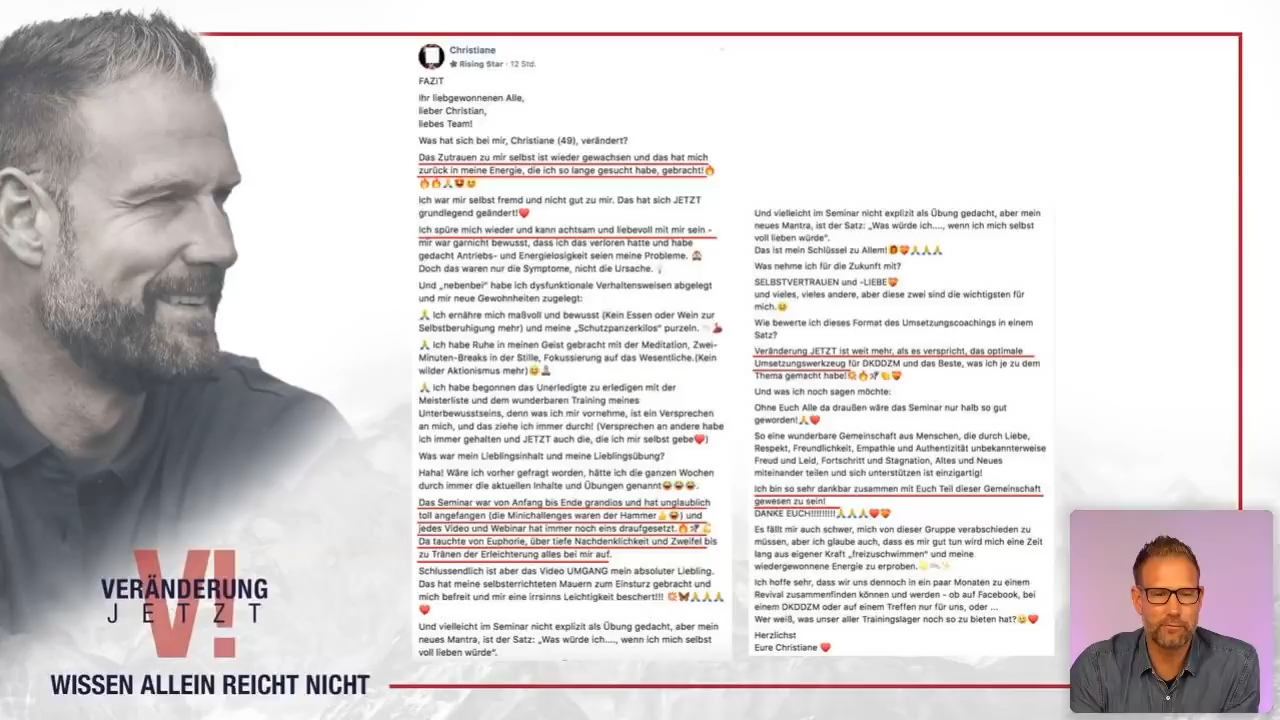 Christiane
Rising Star · 12 Std.
FAZIT
Ihr liebgewonnenen Alle,
lieber Christian,
liebes Team!
Was hat sich bei mir, Christiane (49), verändert?
Das Zutrauen zu mir selbst ist wieder gewachsen und das hat mich
zurück in meine Energie, die ich so lange gesucht habe, gebracht!🔥
🔥🔥🙏😍😊
Ich war mir selbst fremd und nicht gut zu mir. Das hat sich JETZT
grundlegend geändert!❤️
Ich spüre mich wieder und kann achtsam und liebevoll mit mir sein -
mir war garnicht bewusst, dass ich das verloren hatte und habe
gedacht Antriebs- und Energielosigkeit seien meine Probleme.
Doch das waren nur die Symptome, nicht die Ursache.
Und „nebenbei“ habe ich dysfunktionale Verhaltensweisen abgelegt
und mir neue Gewohnheiten zugelegt:
🙏 Ich ernähre mich maßvoll und bewusst (Kein Essen oder Wein zur
Selbstberuhigung mehr) und meine „Schutzpanzerkilos“ purzeln.
🙏 Ich habe Ruhe in meinen Geist gebracht mit der Meditation, Zwei-
Minuten-Breaks in der Stille, Fokussierung auf das Wesentliche.(Kein
wilder Aktionismus mehr)
🙏 Ich habe begonnen das Unerledigte zu erledigen mit der
Meisterliste und dem wunderbaren Training meines
Unterbewusstseins, denn was ich mir vornehme, ist ein Versprechen
an mich, und das ziehe ich immer durch! (Versprechen an andere habe
ich immer gehalten und JETZT auch die, die ich mir selbst gebe❤️)
Was war mein Lieblingsinhalt und meine Lieblingsübung?
Haha! Wäre ich vorher gefragt worden, hätte ich die ganzen Wochen
durch immer die aktuellen Inhalte und Übungen genannt😂😂😂.
Das Seminar war von Anfang bis Ende grandios und hat unglaublich
toll angefangen (die Minichallenges waren der Hammer👍😂) und
jedes Video und Webinar hat immer noch eins draufgesetzt.🔥🚀💪
Da tauchte von Euphorie, über tiefe Nachdenklichkeit und Zweifel bis
zu Tränen der Erleichterung alles bei mir auf.
Schlussendlich ist aber das Video UMGANG mein absoluter Liebling.
Das hat meine selbsterrichteten Mauern zum Einsturz gebracht und
mich befreit und mir eine irrsinns Leichtigkeit beschert!!! 💥🦋🙏🙏🙏
❤️
Und vielleicht im Seminar nicht explizit als Übung gedacht, aber mein
neues Mantra, ist der Satz: „Was würde ich...., wenn ich mich selbst
voll lieben würde“.
Und vielleicht im Seminar nicht explizit als Übung gedacht, aber mein
neues Mantra, ist der Satz: „Was würde ich...., wenn ich mich selbst
voll lieben würde“.
Das ist mein Schlüssel zu Allem!🙏🙏🙏
Was nehme ich für die Zukunft mit?
SELBSTVERTRAUEN und -LIEBE
und vieles, vieles andere, aber diese zwei sind die wichtigsten für
mich.😊
Wie bewerte ich dieses Format des Umsetzungscoachings in einem
Satz?
Veränderung JETZT ist weit mehr, als es verspricht, das optimale
Umsetzungswerkzeug für DKDDZM und das Beste, was ich je zu dem
Thema gemacht habe!💥🔥🚀👏
Und was ich noch sagen möchte:
Ohne Euch Alle da draußen wäre das Seminar nur halb so gut
geworden!🙏❤️
So eine wunderbare Gemeinschaft aus Menschen, die durch Liebe,
Respekt, Freundlichkeit, Empathie und Authentizität unbekannterweise
Freud und Leid, Fortschritt und Stagnation, Altes und Neues
miteinander teilen und sich unterstützen ist einzigartig!
Ich bin so sehr dankbar zusammen mit Euch Teil dieser Gemeinschaft
gewesen zu sein!
DANKE EUCH!!!!!!!!!🙏🙏🙏❤️
Es fällt mir auch schwer, mich von dieser Gruppe verabschieden zu
müssen, aber ich glaube auch, dass es mir gut tun wird mich eine Zeit
lang aus eigener Kraft „freizuschwimmen“ und meine
wiedergewonnene Energie zu erproben.
Ich hoffe sehr, dass wir uns dennoch in ein paar Monaten zu einem
Revival zusammenfinden können und werden - ob auf Facebook, bei
einem DKDDZM oder auf einem Treffen nur für uns, oder ...
Wer weiß, was unser aller Trainingslager noch so zu bieten hat?😊❤️
Herzlichst
Eure Christiane ❤️
V!
VERÄNDERUNG
JETZT
WISSEN ALLEIN REICHT NICHT